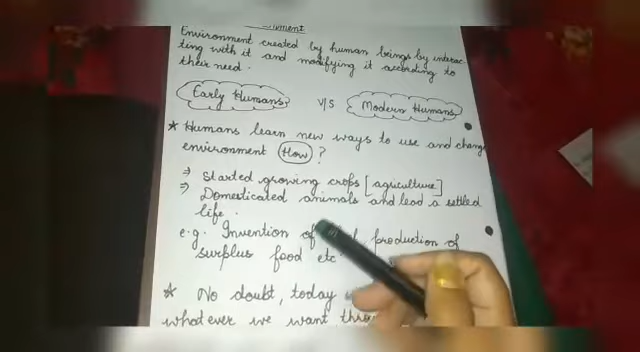 Environment created by human beings by interac-
ting with it and modifying it according to
their need.
Early Humans V/S Modern Humans
* Humans learn new ways to use and change
environment How ?
⇒ Started growing crops [agriculture]
⇒ Domesticated animals and lead a settled
life.
e.g. Invention of production of
surplus food etc
* No doubt, today
whatever we want